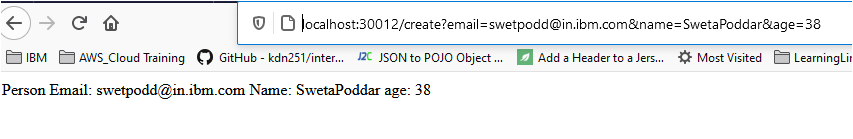 localhost:30012/create?email=swetpodd@in.ibm.com&name=SwetaPoddar&age=38
IBM AWS_Cloud Training GitHub - kdn251/inter... J2C JSON to POJO Object ... Add a Header to a Jers... Most Visited LearningLin
Person Email: swetpodd@in.ibm.com Name: SwetaPoddar age: 38